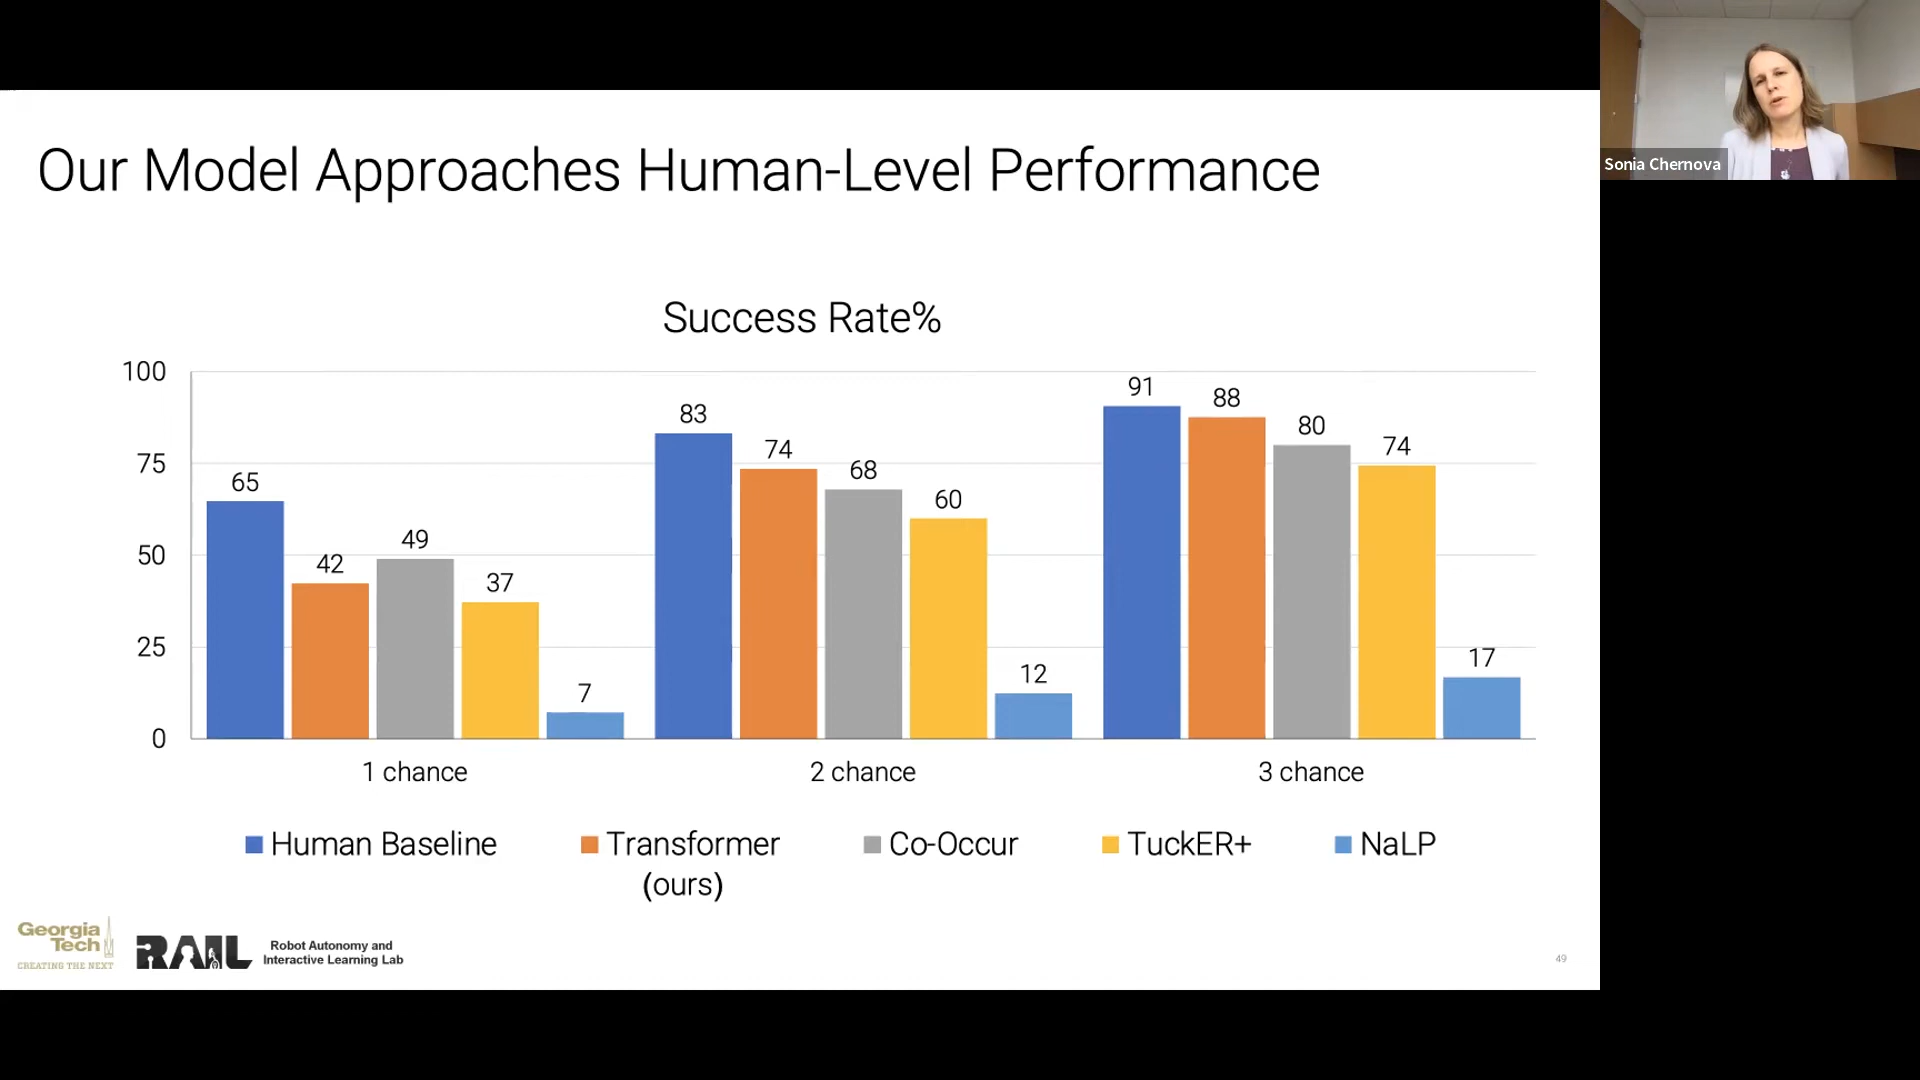 Sonia Chernova
Our Model Approaches Human-Level Performance
Success Rate%
100
75
50
25
0
65
42
49
37
7
83
74
68
60
12
91
88
80
74
17
1 chance
2 chance
3 chance
Human Baseline
Transformer
(ours)
Co-Occur
TuckER+
NaLP
Georgia
Tech
CREATING THE NEXT
RAIL
Robot Autonomy and
Interactive Learning Lab
49